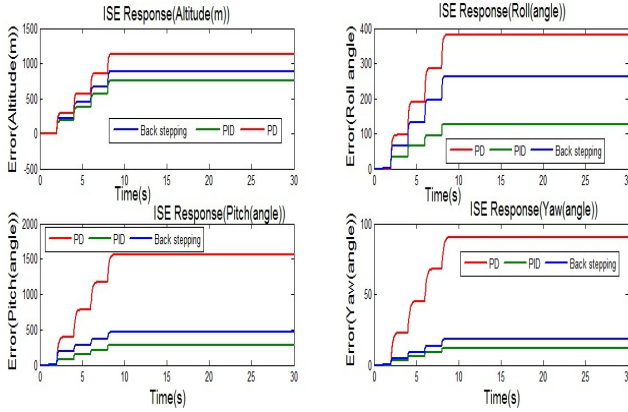 ISE Response(Altitude(m))
Error(Altitude(m))
1500
1000
500
0
-500
Back stepping PID PD
0 5 10 15 20 25 30
Time(s)
ISE Response(Roll(angle)
Error(Roll angle)
400
300
200
100
0
PD PID Back stepping
0 5 10 15 20 25 30
Time(s)
ISE Response(Pitch(angle))
Error(Pitch(angle))
2000
1500
1000
500
0
PD PID Back stepping
0 5 10 15 20 25 30
Time(s)
ISE Response(Yaw(angle))
Error(Yaw(angle)
100
50
0
PD PID Back stepping
0 5 10 15 20 25 30
Time(s)